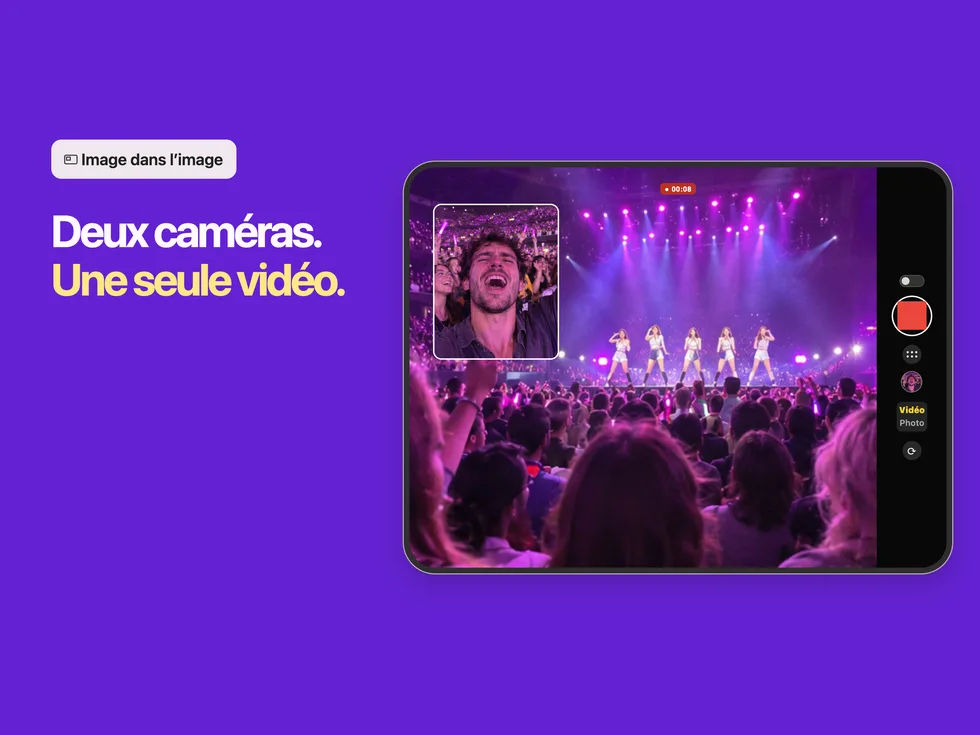 Image dans l’image
Deux caméras.
Une seule vidéo.
00:08
Vidéo
Photo